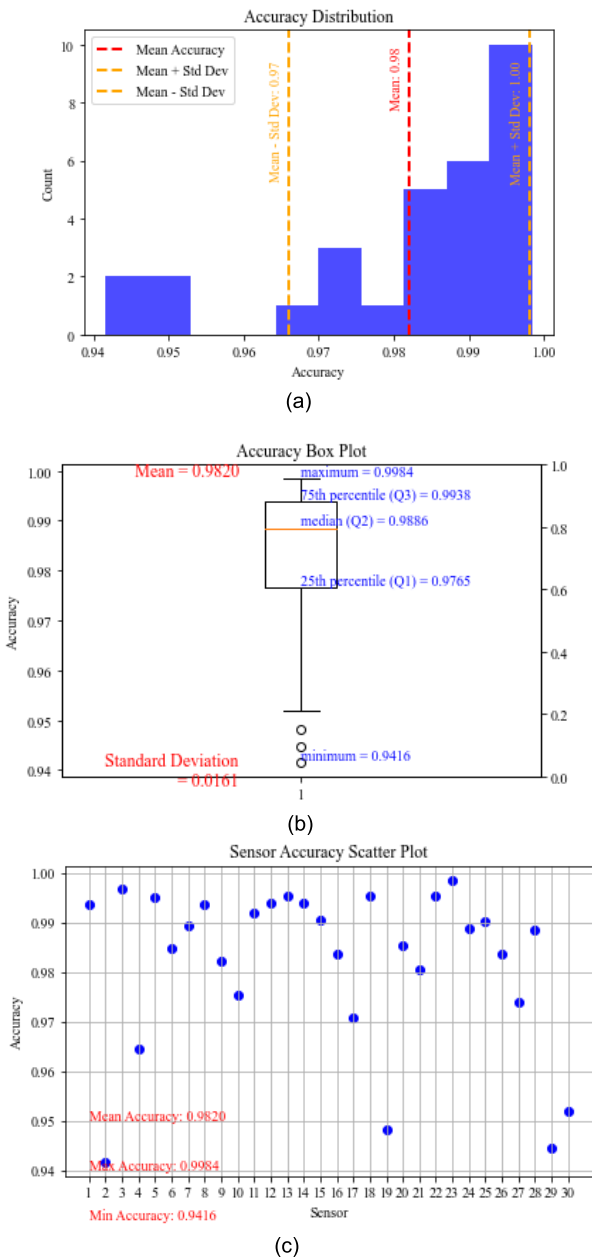 Accuracy Distribution
10
8
6
4
2
0
Count
Mean Accuracy
Mean + Std Dev
Mean - Std Dev
Mean - Std Dev: 0.97
Mean: 0.98
Mean + Std Dev: 1.00
0.94 0.95 0.96 0.97 0.98 0.99 1.00
Accuracy
(a)
Accuracy Box Plot
1.00
0.99
0.98
0.97
0.96
0.95
0.94
Accuracy
Mean = 0.9820
maximum = 0.9984
75th percentile (Q3) = 0.9938
median (Q2) = 0.9886
25th percentile (Q1) = 0.9765
Standard Deviation
= 0.0161
minimum = 0.9416
1.0
0.8
0.6
0.4
0.2
0.0
1
(b)
Sensor Accuracy Scatter Plot
1.00
0.99
0.98
0.97
0.96
0.95
0.94
Accuracy
Mean Accuracy: 0.9820
Max Accuracy: 0.9984
1 2 3 4 5 6 7 8 9 10 11 12 13 14 15 16 17 18 19 20 21 22 23 24 25 26 27 28 29 30
Min Accuracy: 0.9416
Sensor
(c)